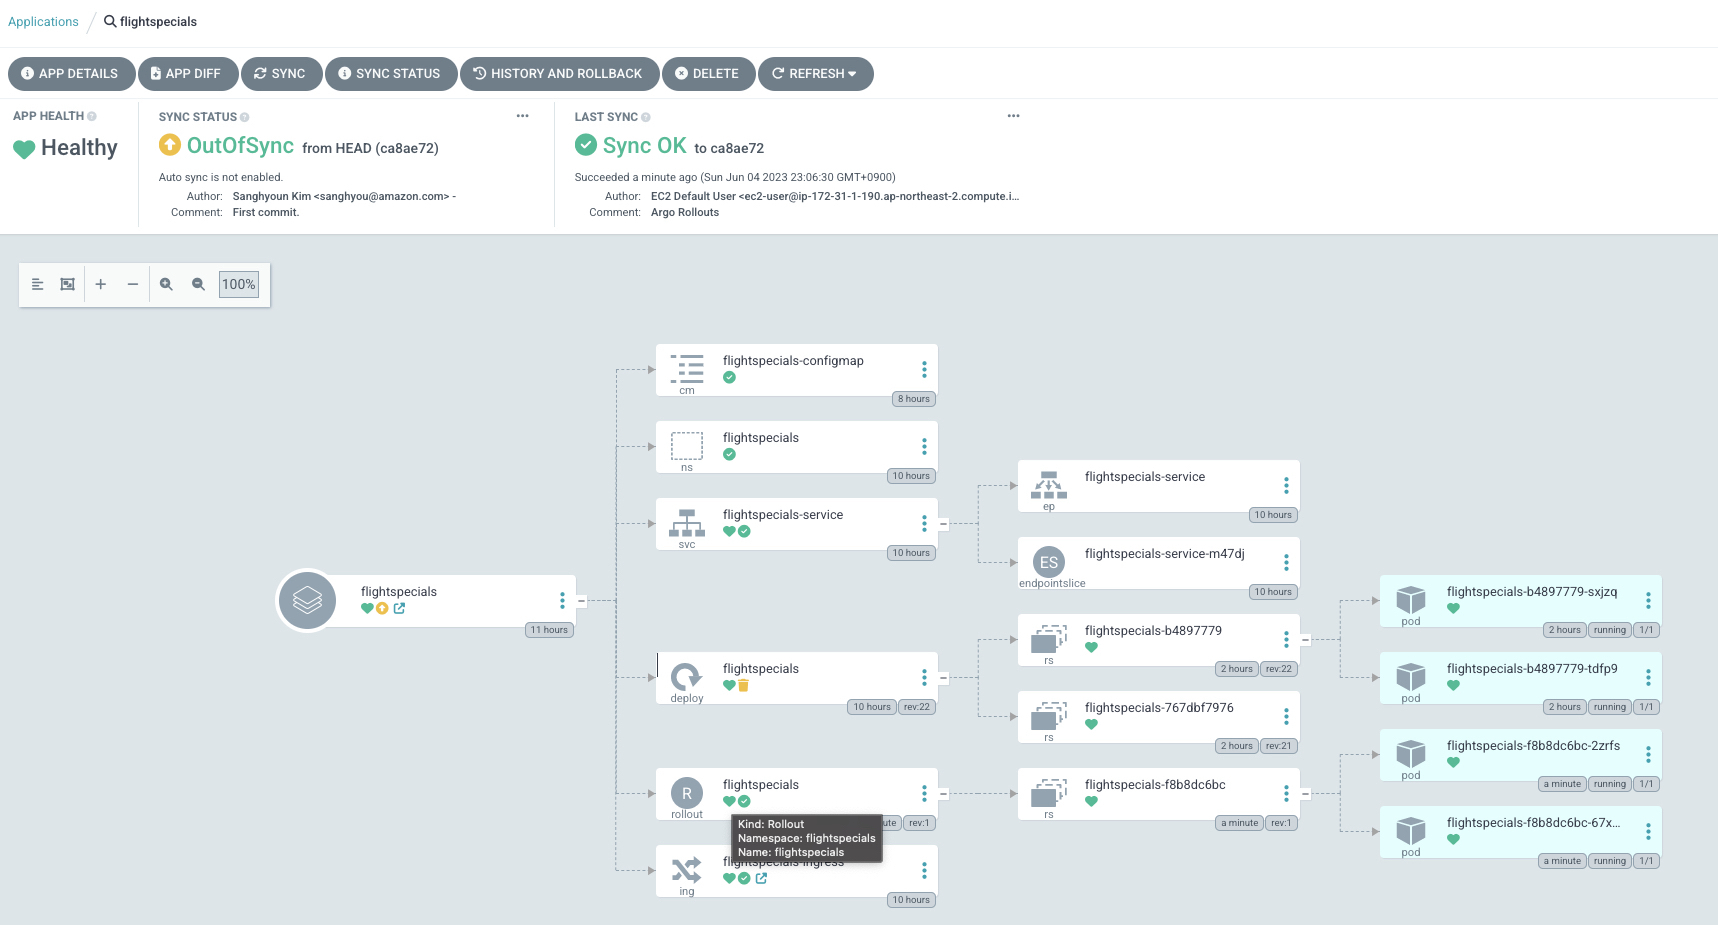 Applications / flightspecials
APP DETAILS APP DIFF SYNC SYNC STATUS HISTORY AND ROLLBACK DELETE REFRESH
APP HEALTH
Healthy
SYNC STATUS
OutOfSync from HEAD (ca8ae72)
Auto sync is not enabled.
Author: Sanghyoun Kim <sanghyou@amazon.com> -
Comment: First commit.
LAST SYNC
Sync OK to ca8ae72
Succeeded a minute ago (Sun Jun 04 2023 23:06:30 GMT+0900)
Author: EC2 Default User <ec2-user@ip-172-31-1-190.ap-northeast-2.compute.i...
Comment: Argo Rollouts
100%
flightspecials
11 hours
flightspecials-configmap
cm
8 hours
flightspecials
ns
10 hours
flightspecials-service
svc
10 hours
flightspecials
deploy
10 hours rev:22
flightspecials
R
rollout
rev:1
Kind: Rollout
Namespace: flightspecials
Name: flightspecials
flightspecials-ingress
ing
10 hours
flightspecials-service
ep
10 hours
flightspecials-service-m47dj
ES
endpointslice
10 hours
flightspecials-b4897779
rs
2 hours rev:22
flightspecials-767dbf7976
rs
2 hours rev:21
flightspecials-f8b8dc6bc
rs
a minute rev:1
flightspecials-b4897779-sxjzq
pod
2 hours running 1/1
flightspecials-b4897779-tdfp9
pod
2 hours running 1/1
flightspecials-f8b8dc6bc-2zrfs
pod
a minute running 1/1
flightspecials-f8b8dc6bc-67x...
pod
a minute running 1/1